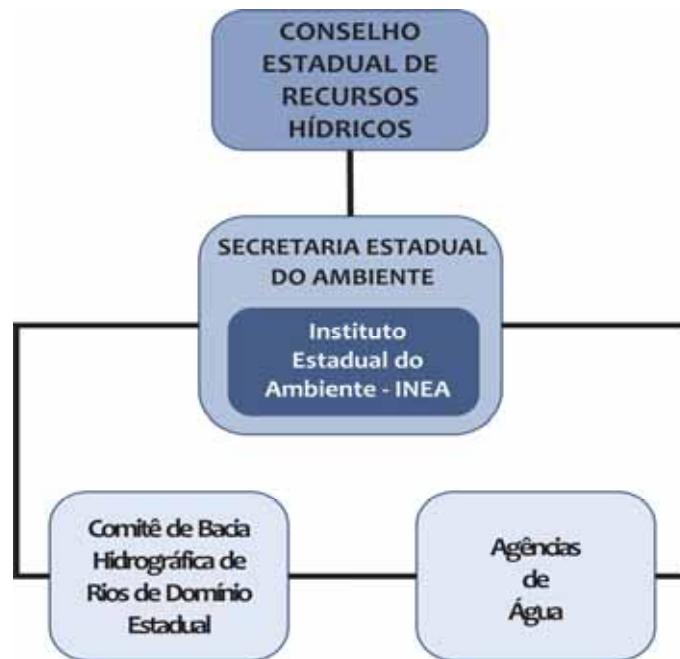 CONSELHO
ESTADUAL DE
RECURSOS
HÍDRICOS
SECRETARIA ESTADUAL
DO AMBIENTE
Instituto
Estadual do
Ambiente - INEA
Comitê de Bacia
Hidrográfica de
Rios de Domínio
Estadual
Agências
de
Água